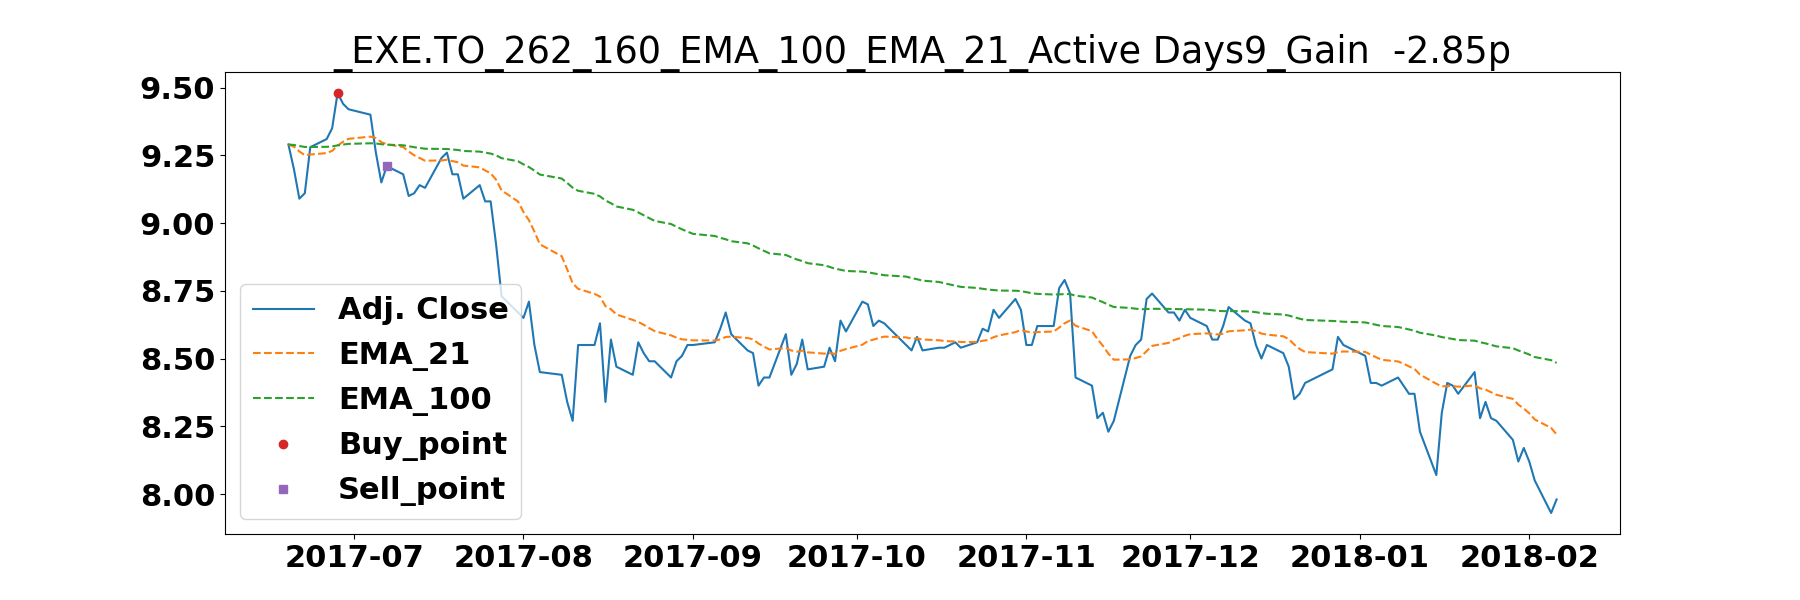 _EXE.TO_262_160_EMA_100_EMA_21_Active Days9_Gain  -2.85p
9.50
9.25
9.00
8.75
8.50
8.25
8.00
Adj. Close
EMA_21
EMA_100
Buy_point
Sell_point
2017-07 2017-08 2017-09 2017-10 2017-11 2017-12 2018-01 2018-02